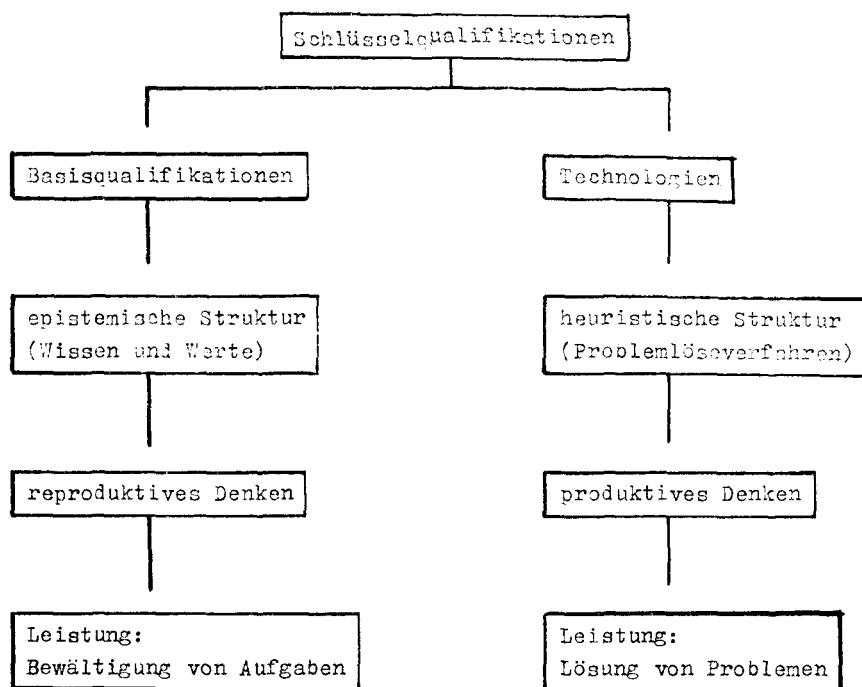 Schlüsselqualifikationen
Basisqualifikationen
Technologien
epistemische Struktur
(Wissen und Werte)
heuristische Struktur
(Problemlöseverfahren)
reproduktives Denken
produktives Denken
Leistung:
Bewältigung von Aufgaben
Leistung:
Lösung von Problemen